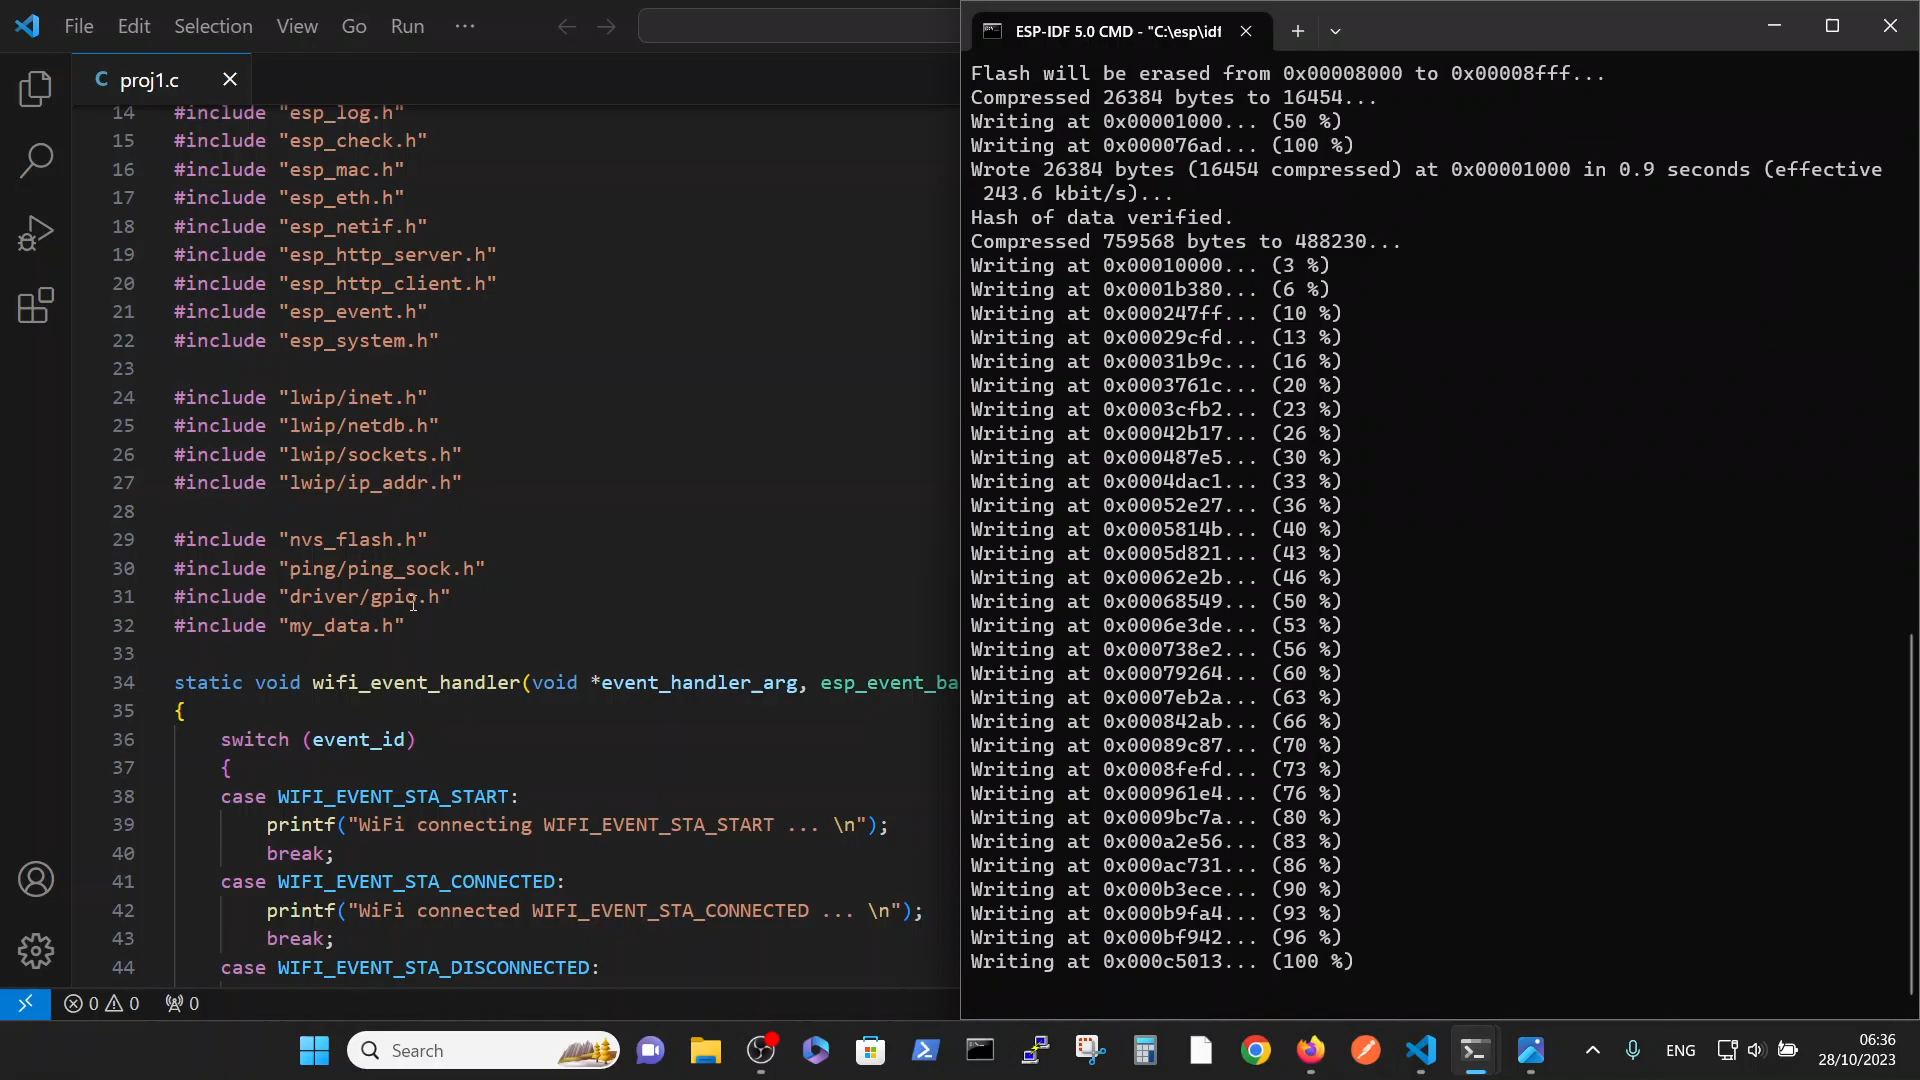 File Edit Selection View Go Run ···
C proj1.c
14 #include "esp_log.h"
15 #include "esp_check.h"
16 #include "esp_mac.h"
17 #include "esp_eth.h"
18 #include "esp_netif.h"
19 #include "esp_http_server.h"
20 #include "esp_http_client.h"
21 #include "esp_event.h"
22 #include "esp_system.h"
23
24 #include "lwip/inet.h"
25 #include "lwip/netdb.h"
26 #include "lwip/sockets.h"
27 #include "lwip/ip_addr.h"
28
29 #include "nvs_flash.h"
30 #include "ping/ping_sock.h"
31 #include "driver/gpio.h"
32 #include "my_data.h"
33
34 static void wifi_event_handler(void *event_handler_arg, esp_event_ba
35 {
36 switch (event_id)
37 {
38 case WIFI_EVENT_STA_START:
39 printf("WiFi connecting WIFI_EVENT_STA_START ... \n");
40 break;
41 case WIFI_EVENT_STA_CONNECTED:
42 printf("WiFi connected WIFI_EVENT_STA_CONNECTED ... \n");
43 break;
44 case WIFI_EVENT_STA_DISCONNECTED:
0 0 0
ESP-IDF 5.0 CMD - "C:\esp\idf
Flash will be erased from 0x00008000 to 0x00008fff...
Compressed 26384 bytes to 16454...
Writing at 0x00001000... (50 %)
Writing at 0x000076ad... (100 %)
Wrote 26384 bytes (16454 compressed) at 0x00001000 in 0.9 seconds (effective
243.6 kbit/s)...
Hash of data verified.
Compressed 759568 bytes to 488230...
Writing at 0x00010000... (3 %)
Writing at 0x0001b380... (6 %)
Writing at 0x000247ff... (10 %)
Writing at 0x00029cfd... (13 %)
Writing at 0x00031b9c... (16 %)
Writing at 0x0003761c... (20 %)
Writing at 0x0003cfb2... (23 %)
Writing at 0x00042b17... (26 %)
Writing at 0x000487e5... (30 %)
Writing at 0x0004dac1... (33 %)
Writing at 0x00052e27... (36 %)
Writing at 0x0005814b... (40 %)
Writing at 0x0005d821... (43 %)
Writing at 0x00062e2b... (46 %)
Writing at 0x00068549... (50 %)
Writing at 0x0006e3de... (53 %)
Writing at 0x000738e2... (56 %)
Writing at 0x00079264... (60 %)
Writing at 0x0007eb2a... (63 %)
Writing at 0x000842ab... (66 %)
Writing at 0x00089c87... (70 %)
Writing at 0x0008fefd... (73 %)
Writing at 0x000961e4... (76 %)
Writing at 0x0009bc7a... (80 %)
Writing at 0x000a2e56... (83 %)
Writing at 0x000ac731... (86 %)
Writing at 0x000b3ece... (90 %)
Writing at 0x000b9fa4... (93 %)
Writing at 0x000bf942... (96 %)
Writing at 0x000c5013... (100 %)
Search
ENG
06:36
28/10/2023